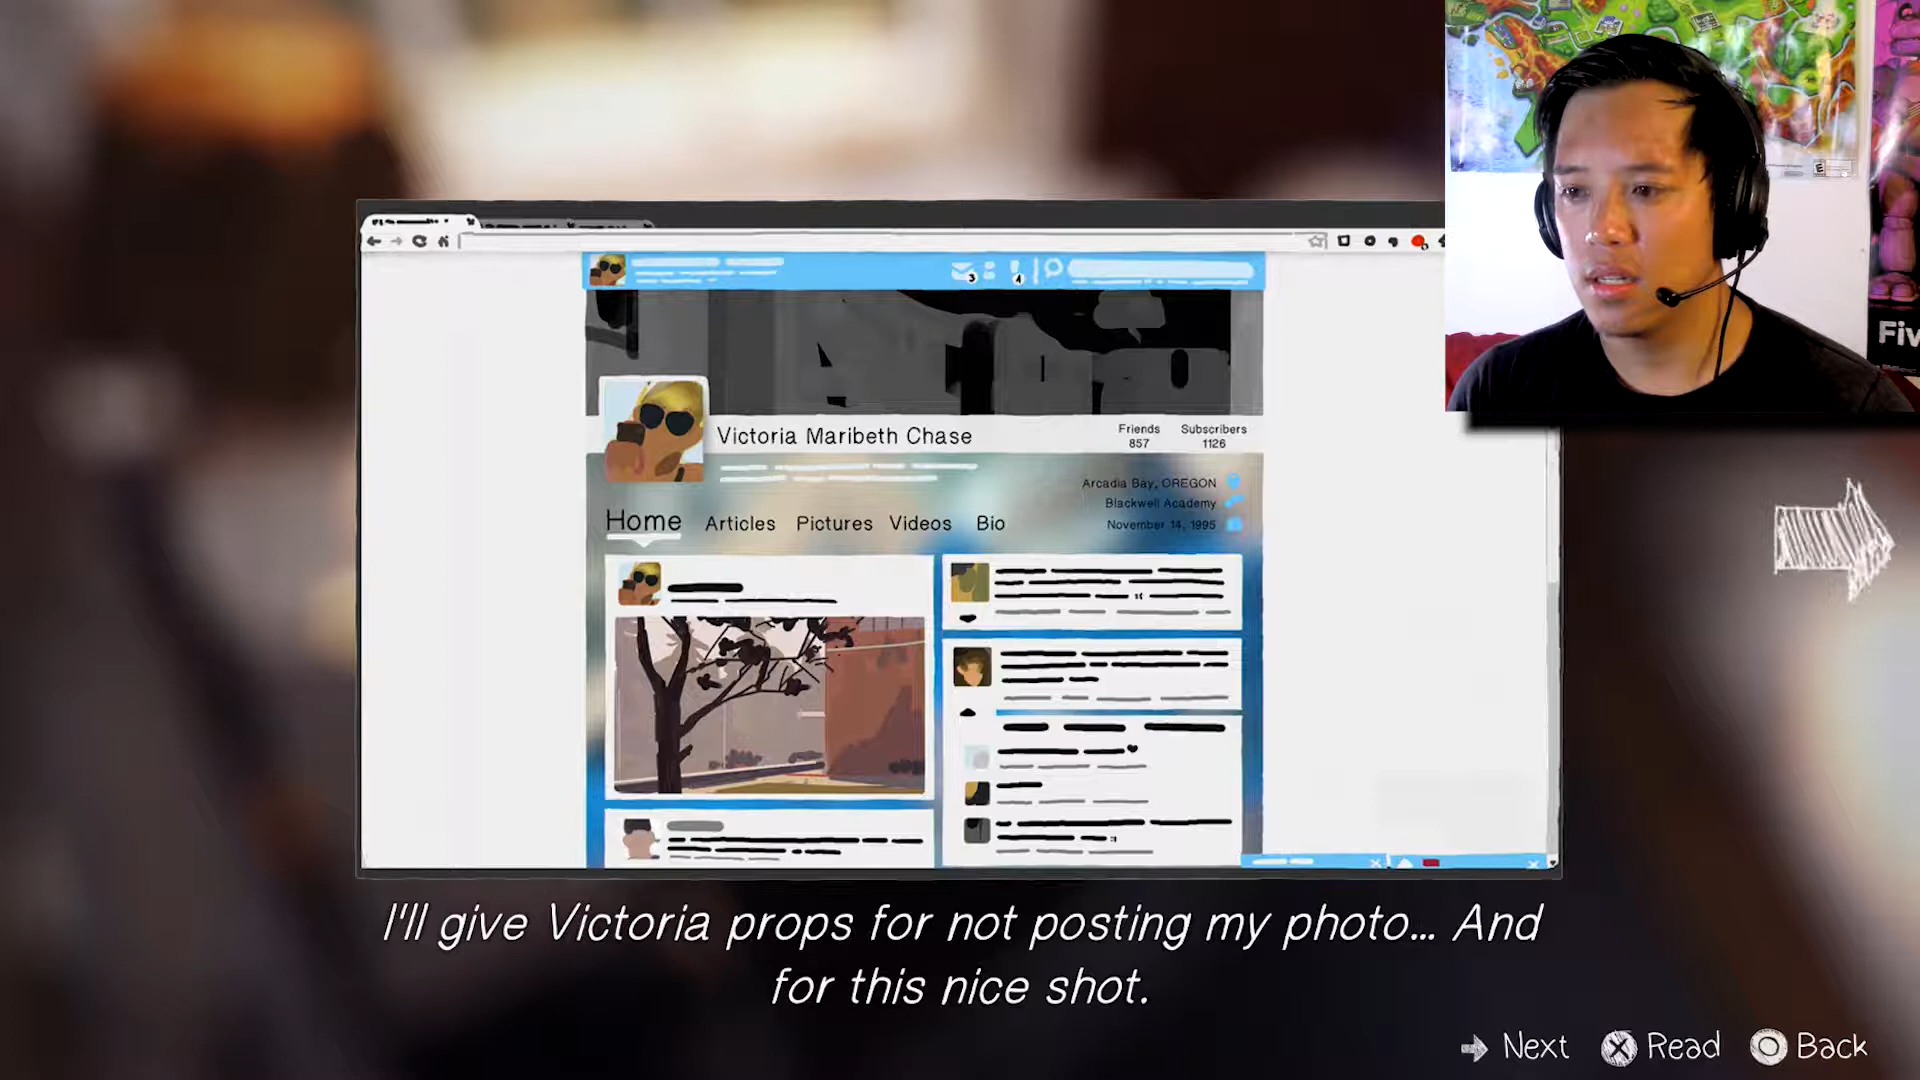 3
1
Victoria Maribeth Chase
Friends
857
Subscribers
1126
Arcadia Bay, OREGON
Blackwell Academy
November 14, 1995
Home
Articles
Pictures
Videos
Bio
Fiv
I'll give Victoria props for not posting my photo... And
for this nice shot.
Next
Read
Back